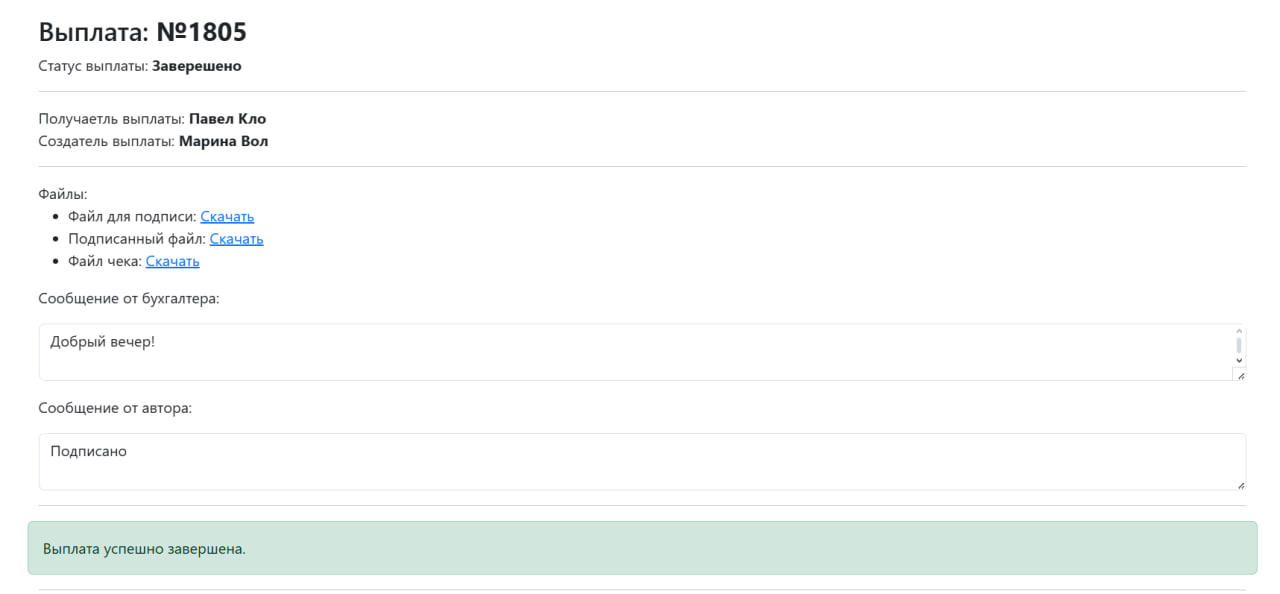 Выплата: №1805
Статус выплаты: Заверешено
Получаетль выплаты: Павел Кло
Создатель выплаты: Марина Вол
Файлы:
• Файл для подписи: Скачать
• Подписанный файл: Скачать
• Файл чека: Скачать
Сообщение от бухгалтера:
Добрый вечер!
Сообщение от автора:
Подписано
Выплата успешно завершена.